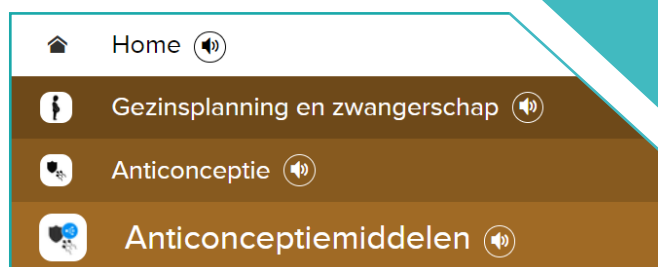 Home
Gezinsplanning en zwangerschap
Anticonceptie
Anticonceptiemiddelen